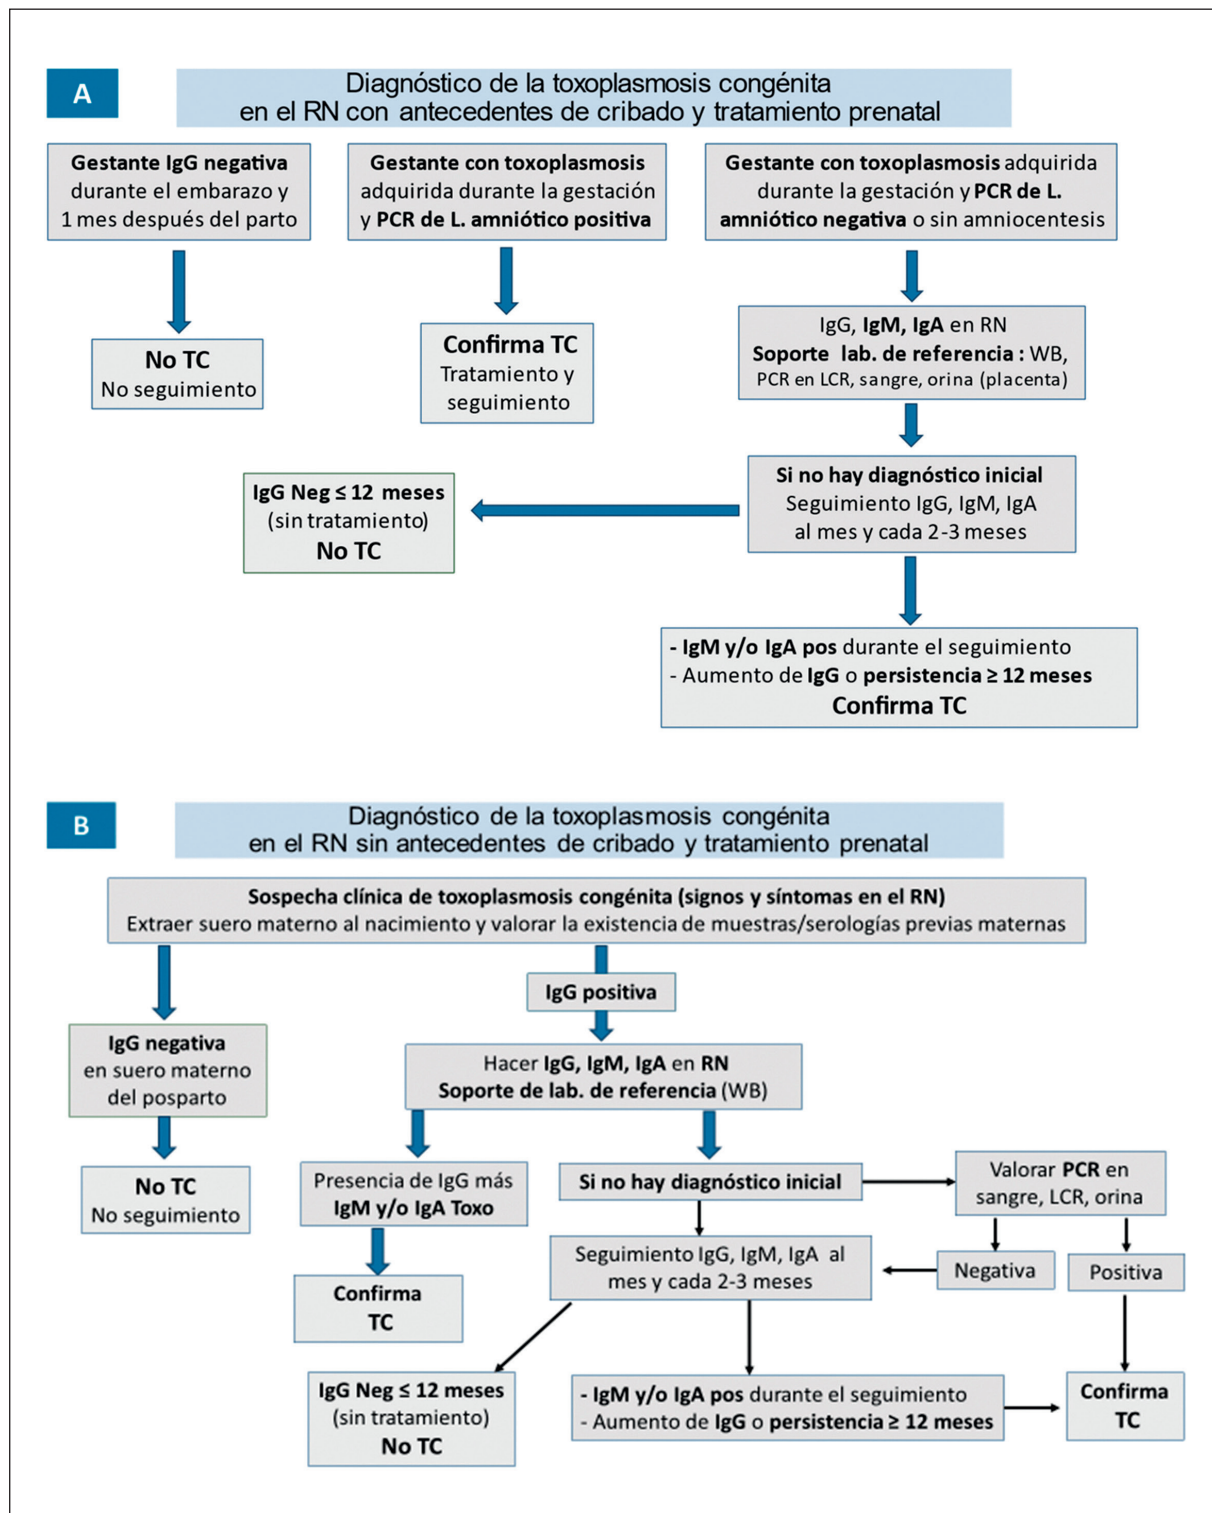 A
Diagnóstico de la toxoplasmosis congénita
en el RN con antecedentes de cribado y tratamiento prenatal
Gestante IgG negativa
durante el embarazo y
1 mes después del parto
Gestante con toxoplasmosis
adquirida durante la gestación
y PCR de L. amniótico positiva
Gestante con toxoplasmosis adquirida
durante la gestación y PCR de L.
amniótico negativa o sin amniocentesis
No TC
No seguimiento
Confirma TC
Tratamiento y
seguimiento
IgG, IgM, IgA en RN
Soporte lab. de referencia : WB,
PCR en LCR, sangre, orina (placenta)
Si no hay diagnóstico inicial
Seguimiento IgG, IgM, IgA
al mes y cada 2-3 meses
IgG Neg ≤ 12 meses
(sin tratamiento)
No TC
- IgM y/o IgA pos durante el seguimiento
- Aumento de IgG o persistencia ≥ 12 meses
Confirma TC
B
Diagnóstico de la toxoplasmosis congénita
en el RN sin antecedentes de cribado y tratamiento prenatal
Sospecha clínica de toxoplasmosis congénita (signos y síntomas en el RN)
Extraer suero materno al nacimiento y valorar la existencia de muestras/serologías previas maternas
IgG positiva
IgG negativa
en suero materno
del posparto
Hacer IgG, IgM, IgA en RN
Soporte de lab. de referencia (WB)
No TC
No seguimiento
Presencia de IgG más
IgM y/o IgA Toxo
Si no hay diagnóstico inicial
Valorar PCR en
sangre, LCR, orina
Confirma
TC
Seguimiento IgG, IgM, IgA al
mes y cada 2-3 meses
Negativa
Positiva
IgG Neg ≤ 12 meses
(sin tratamiento)
No TC
- IgM y/o IgA pos durante el seguimiento
- Aumento de IgG o persistencia ≥ 12 meses
Confirma
TC